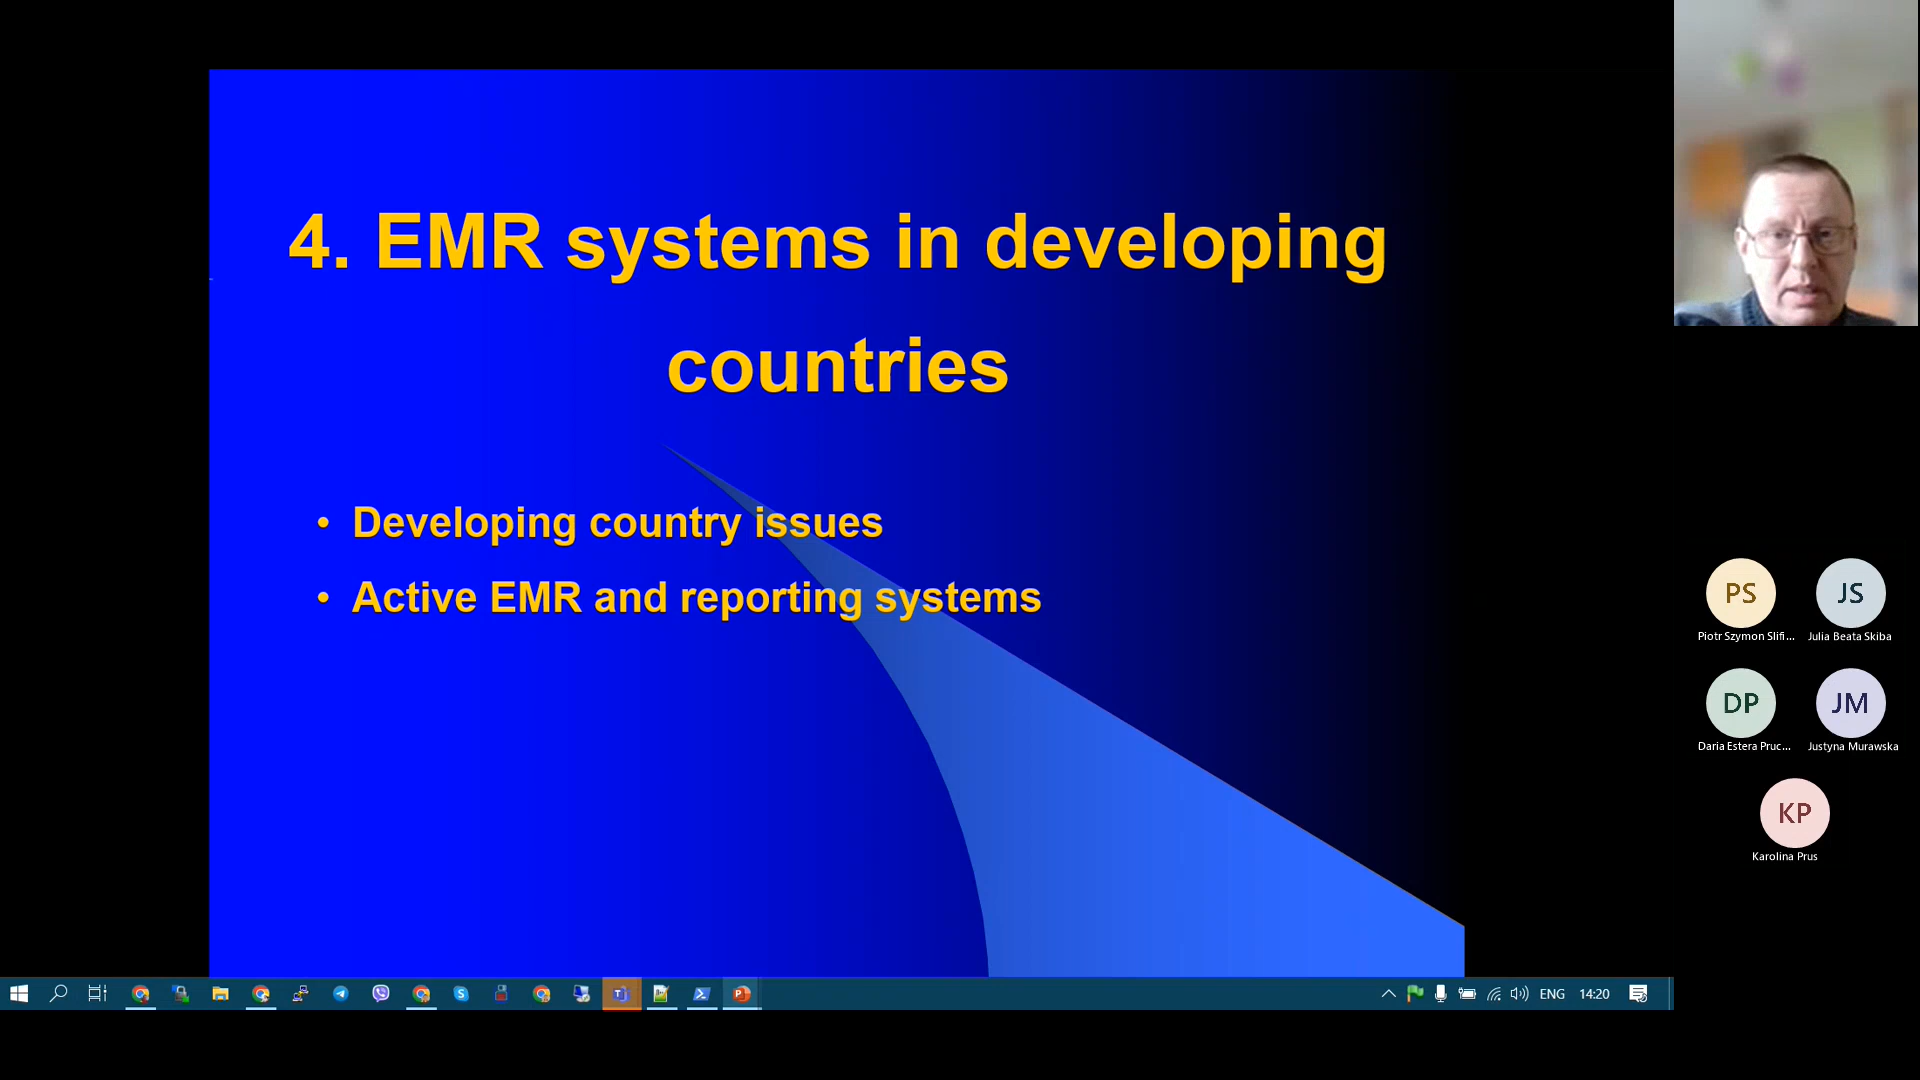 4. EMR systems in developing
countries
• Developing country issues
• Active EMR and reporting systems
PS
JS
Piotr Szymon Slifi...
Julia Beata Skiba
DP
JM
Daria Estera Pruc...
Justyna Murawska
KP
Karolina Prus
ENG
14:20